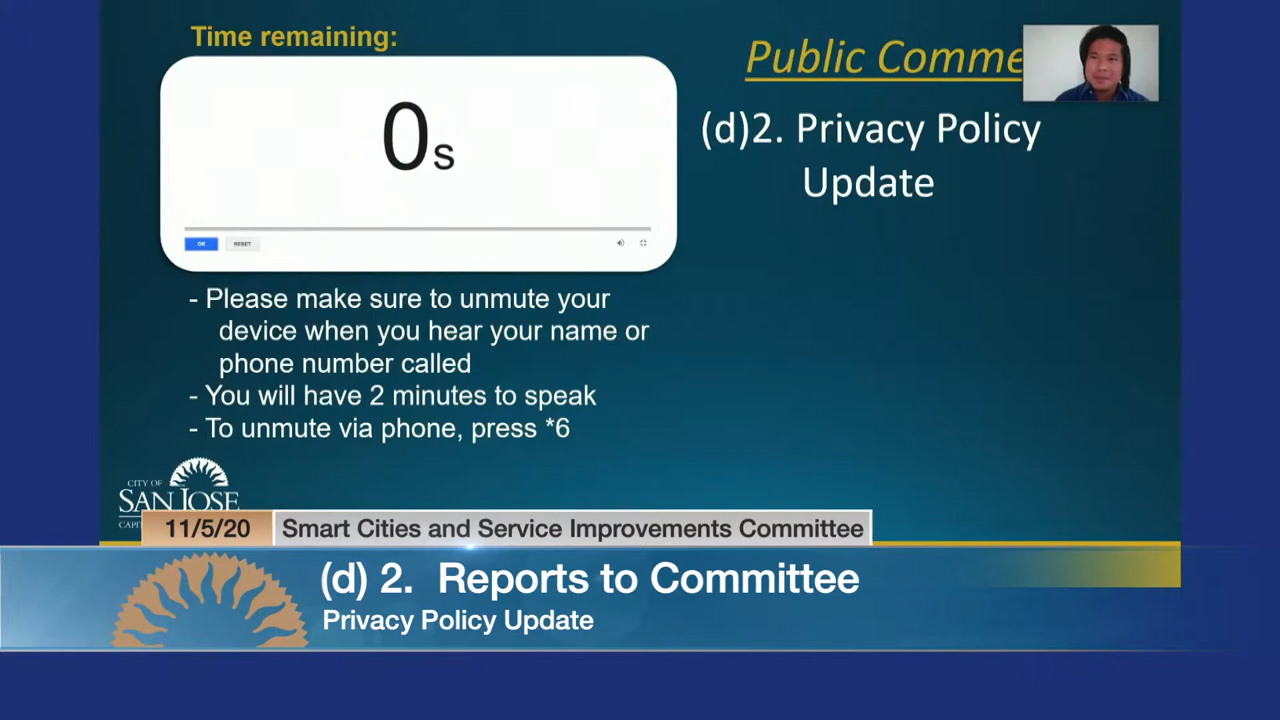 Time remaining:
0s
OK
RESET
Public Comme
(d)2. Privacy Policy
Update
- Please make sure to unmute your
device when you hear your name or
phone number called
- You will have 2 minutes to speak
- To unmute via phone, press *6
CITY OF
SAN JOSE
11/5/20
Smart Cities and Service Improvements Committee
(d) 2. Reports to Committee
Privacy Policy Update